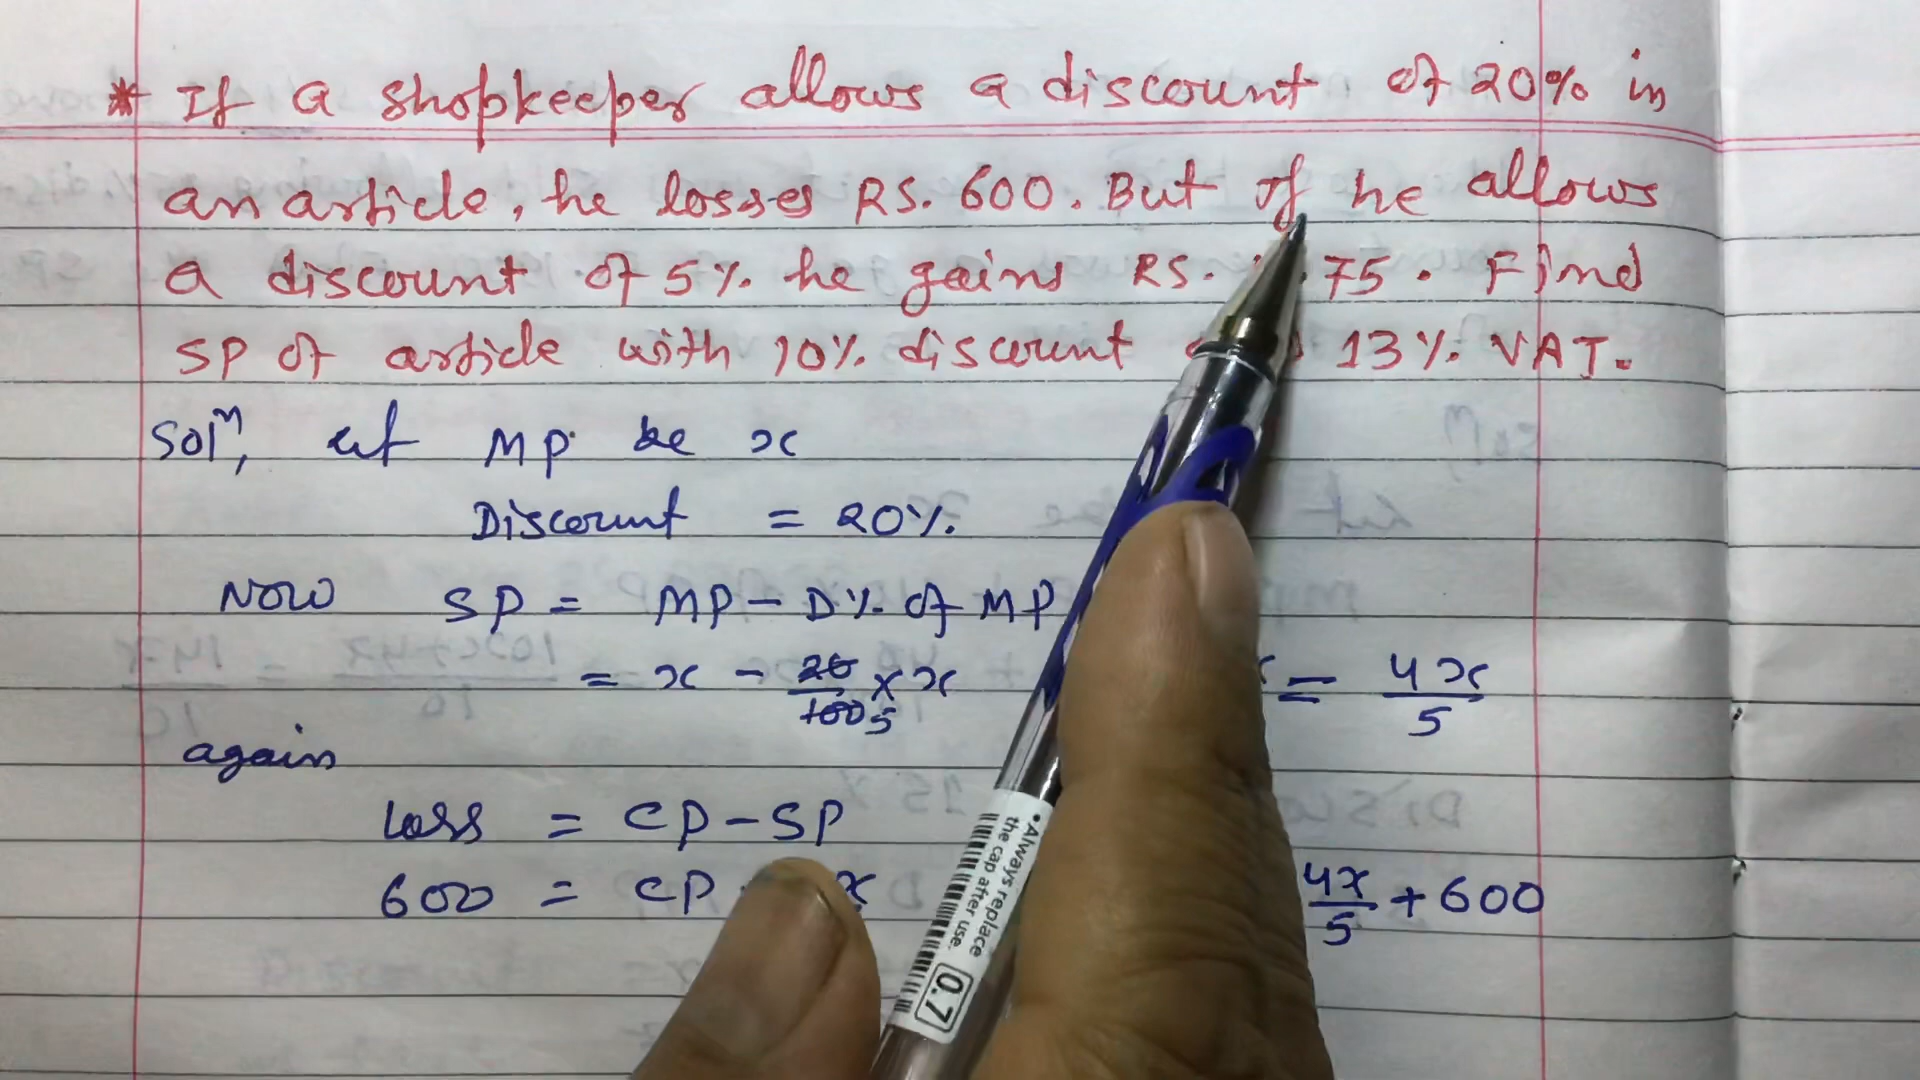 * If a shopkeeper allows a discount of 20% in
an article, he losses RS. 600. But if he allows
a discount of 5% he gains RS. 75. Find
SP of article with 10% discount 13% VAT.
Solⁿ, let MP be x
Discount = 20%.
Now SP = MP - D% of MP
= x - 20/100 5 × x = 4x/5
again
Loss = CP - SP
600 = CP x 4x/5 + 600
• Always replace
the cap after use.
0.7